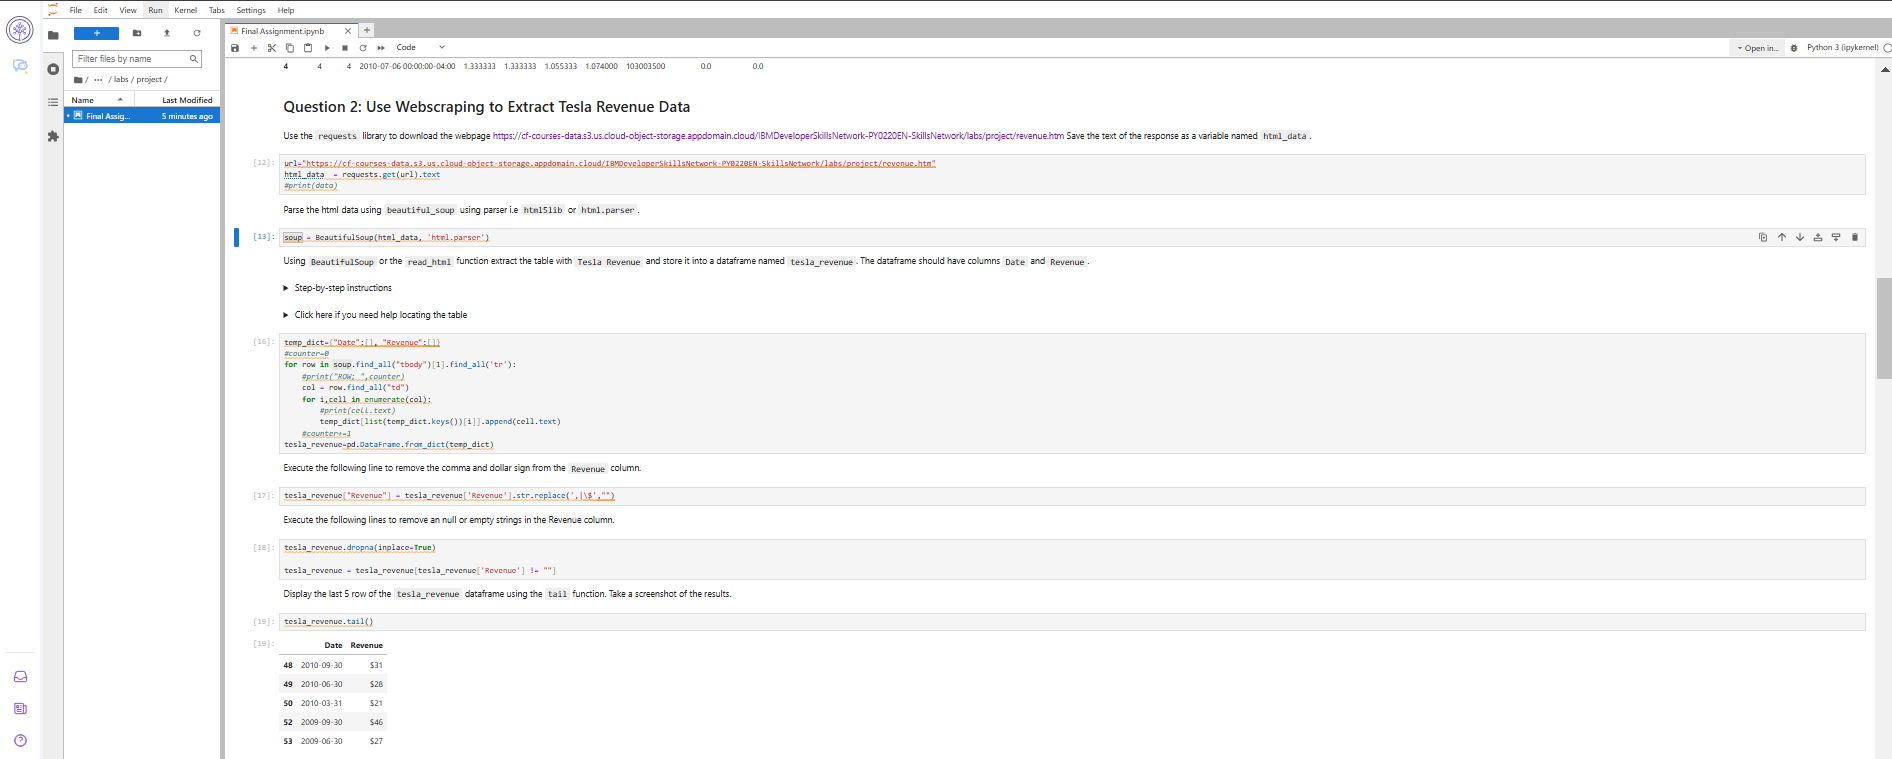 File Edit View Run Kernel Tabs Settings Help
+
Filter files by name
/ ··· / labs / project /
Name Last Modified
Final Assig... 5 minutes ago
Final Assignment.ipynb
Code
Open in...
Python 3 (ipykernel)
4 4 4 2010-07-06 00:00:00-04:00 1.333333 1.333333 1.055333 1.074000 103003500 0.0 0.0
Question 2: Use Webscraping to Extract Tesla Revenue Data
Use the requests library to download the webpage https://cf-courses-data.s3.us.cloud-object-storage.appdomain.cloud/IBMDeveloperSkillsNetwork-PY0220EN-SkillsNetwork/labs/project/revenue.htm Save the text of the response as a variable named html_data.
[12]: url="https://cf-courses-data.s3.us.cloud-object-storage.appdomain.cloud/IBMDeveloperSkillsNetwork-PY0220EN-SkillsNetwork/labs/project/revenue.htm"
html_data = requests.get(url).text
#print(data)
Parse the html data using beautiful_soup using parser i.e html5lib or html.parser.
[13]: soup = BeautifulSoup(html_data, 'html.parser')
Using BeautifulSoup or the read_html function extract the table with Tesla Revenue and store it into a dataframe named tesla_revenue. The dataframe should have columns Date and Revenue.
Step-by-step instructions
Click here if you need help locating the table
[16]: temp_dict={"Date":[], "Revenue":[]}
#counter=0
for row in soup.find_all("tbody")[1].find_all('tr'):
#print("ROW: ",counter)
col = row.find_all("td")
for i,cell in enumerate(col):
#print(cell.text)
temp_dict[list(temp_dict.keys())[i]].append(cell.text)
#counter+=1
tesla_revenue=pd.DataFrame.from_dict(temp_dict)
Execute the following line to remove the comma and dollar sign from the Revenue column.
[17]: tesla_revenue["Revenue"] = tesla_revenue['Revenue'].str.replace(',|\$',"")
Execute the following lines to remove an null or empty strings in the Revenue column.
[18]: tesla_revenue.dropna(inplace=True)
tesla_revenue = tesla_revenue[tesla_revenue['Revenue'] != ""]
Display the last 5 row of the tesla_revenue dataframe using the tail function. Take a screenshot of the results.
[19]: tesla_revenue.tail()
[19]: Date Revenue
48 2010-09-30 $31
49 2010-06-30 $28
50 2010-03-31 $21
52 2009-09-30 $46
53 2009-06-30 $27